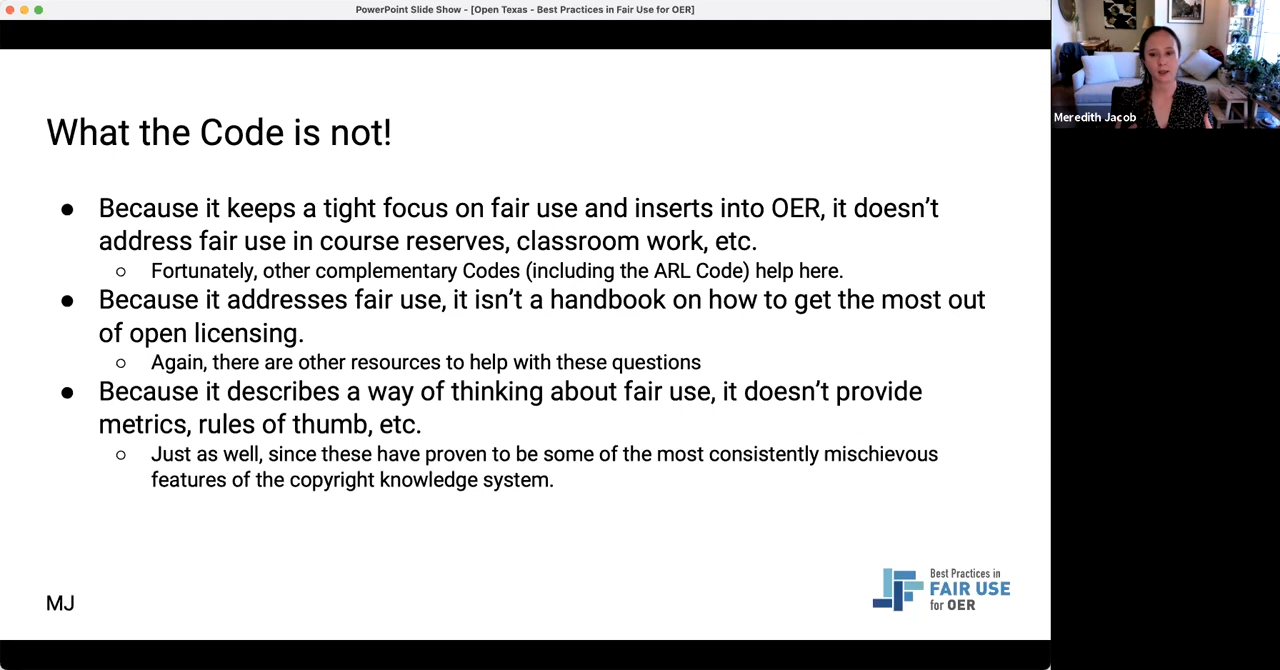 PowerPoint Slide Show - [Open Texas - Best Practices in Fair Use for OER]
Meredith Jacob
What the Code is not!
● Because it keeps a tight focus on fair use and inserts into OER, it doesn’t
address fair use in course reserves, classroom work, etc.
○ Fortunately, other complementary Codes (including the ARL Code) help here.
● Because it addresses fair use, it isn’t a handbook on how to get the most out
of open licensing.
○ Again, there are other resources to help with these questions
● Because it describes a way of thinking about fair use, it doesn’t provide
metrics, rules of thumb, etc.
○ Just as well, since these have proven to be some of the most consistently mischievous
features of the copyright knowledge system.
MJ
Best Practices in
FAIR USE
for OER